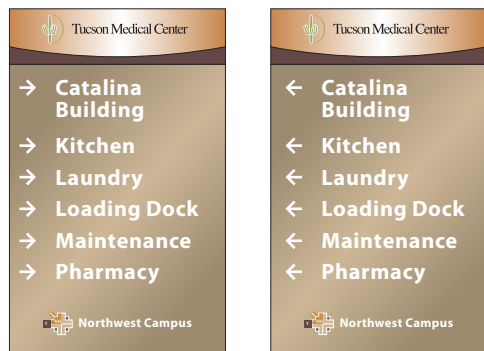 Tucson Medical Center
→ Catalina
Building
→ Kitchen
→ Laundry
→ Loading Dock
→ Maintenance
→ Pharmacy
Northwest Campus
Tucson Medical Center
← Catalina
Building
← Kitchen
← Laundry
← Loading Dock
← Maintenance
← Pharmacy
Northwest Campus